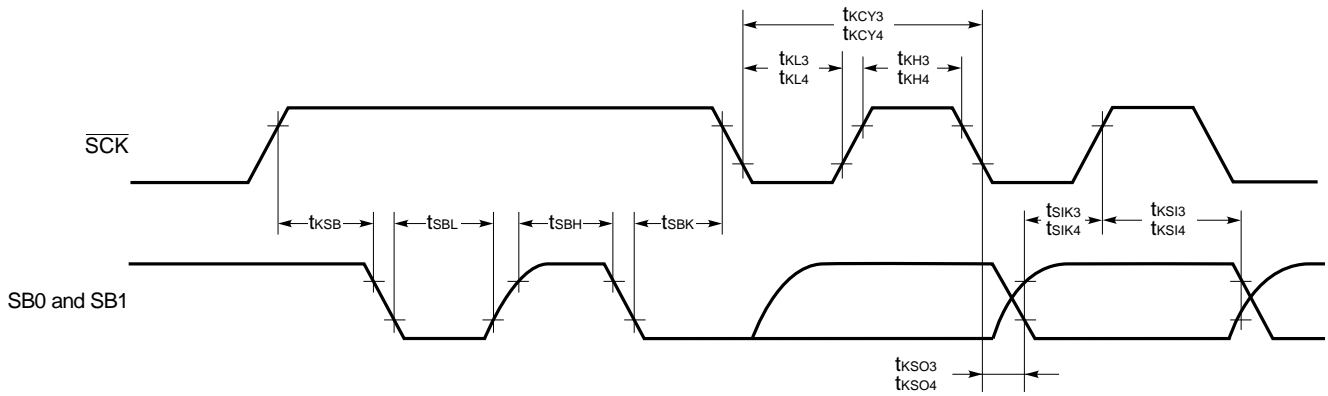 tKCY3
tKCY4
tKL3
tKL4
tKH3
tKH4
SCK
tKSB
tSBL
tSBH
tSBK
tSIK3
tSIK4
tKSI3
tKSI4
SB0 and SB1
tKSO3
tKSO4